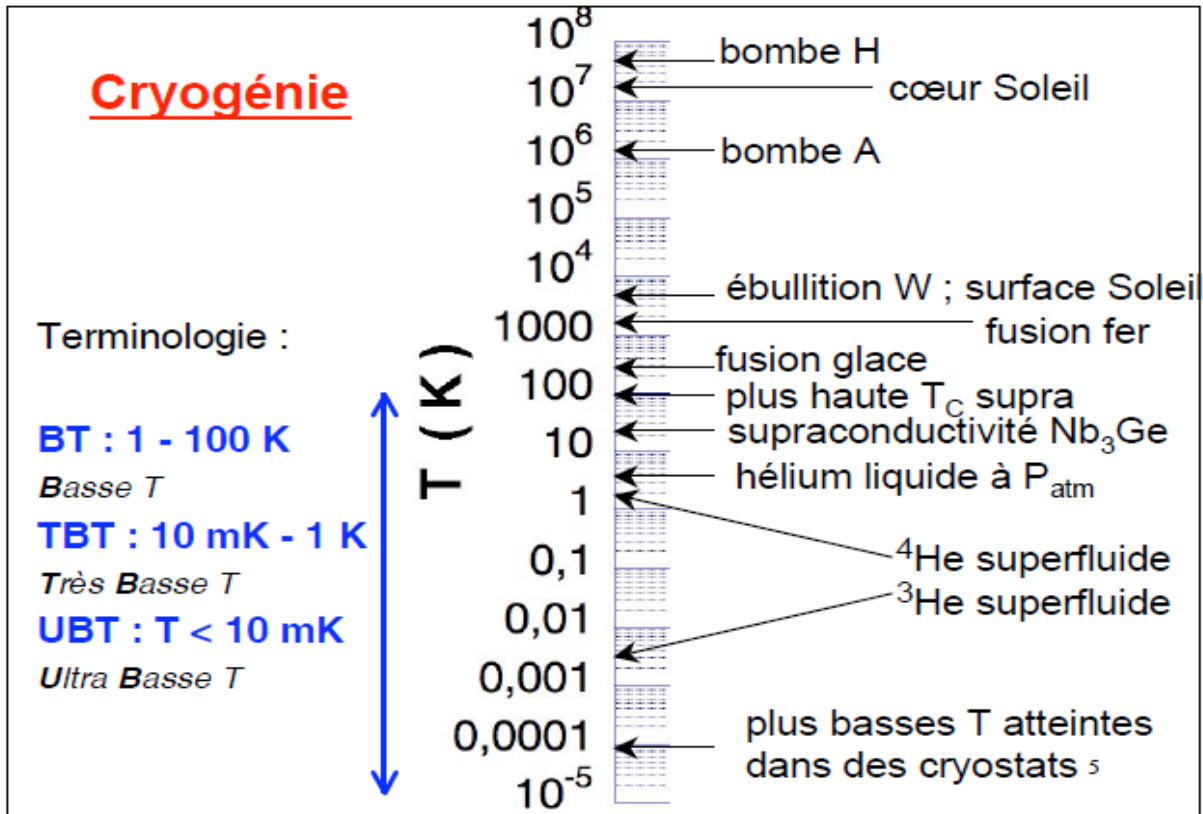 Cryogénie
Terminologie :
BT : 1 - 100 K
Basse T
TBT : 10 mK - 1 K
Très Basse T
UBT : T < 10 mK
Ultra Basse T
T (K)
10⁸
10⁷
10⁶
10⁵
10⁴
1000
100
10
1
0,1
0,01
0,001
0,0001
10⁻⁵
bombe H
cœur Soleil
bombe A
ébullition W ; surface Soleil
fusion fer
fusion glace
plus haute T_C supra
supraconductivité Nb₃Ge
hélium liquide à P_atm
⁴He superfluide
³He superfluide
plus basses T atteintes
dans des cryostats 5